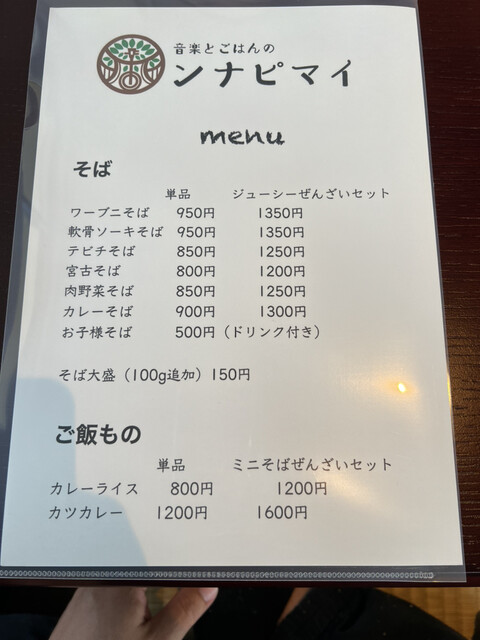 音楽とごはんの
ンナピマイ
menu
そば
単品 ジューシーぜんざいセット
ワーブニそば 950円 1350円
軟骨ソーキそば 950円 1350円
テビチそば 850円 1250円
宮古そば 800円 1200円
肉野菜そば 850円 1250円
カレーそば 900円 1300円
お子様そば 500円（ドリンク付き）
そば大盛（100g追加）150円
ご飯もの
単品 ミニそばぜんざいセット
カレーライス 800円 1200円
カツカレー 1200円 1600円